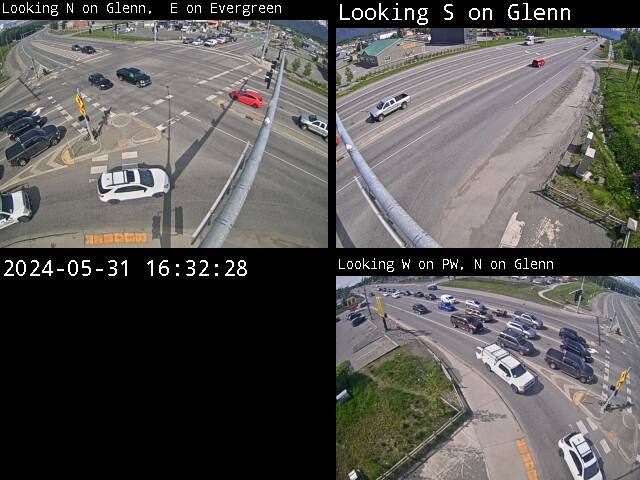 Looking N on Glenn,  E on Evergreen
Looking S on Glenn
2024-05-31 16:32:28
Looking W on PW, N on Glenn